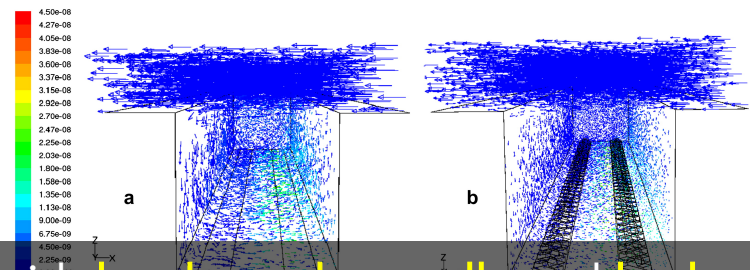 4.50e-08
4.27e-08
4.05e-08
3.83e-08
3.60e-08
3.37e-08
3.15e-08
2.92e-08
2.70e-08
2.47e-08
2.25e-08
2.03e-08
1.80e-08
1.58e-08
1.35e-08
1.13e-08
9.00e-09
6.75e-09
4.50e-09
2.25e-09
a
b
Z
Y
X
Z